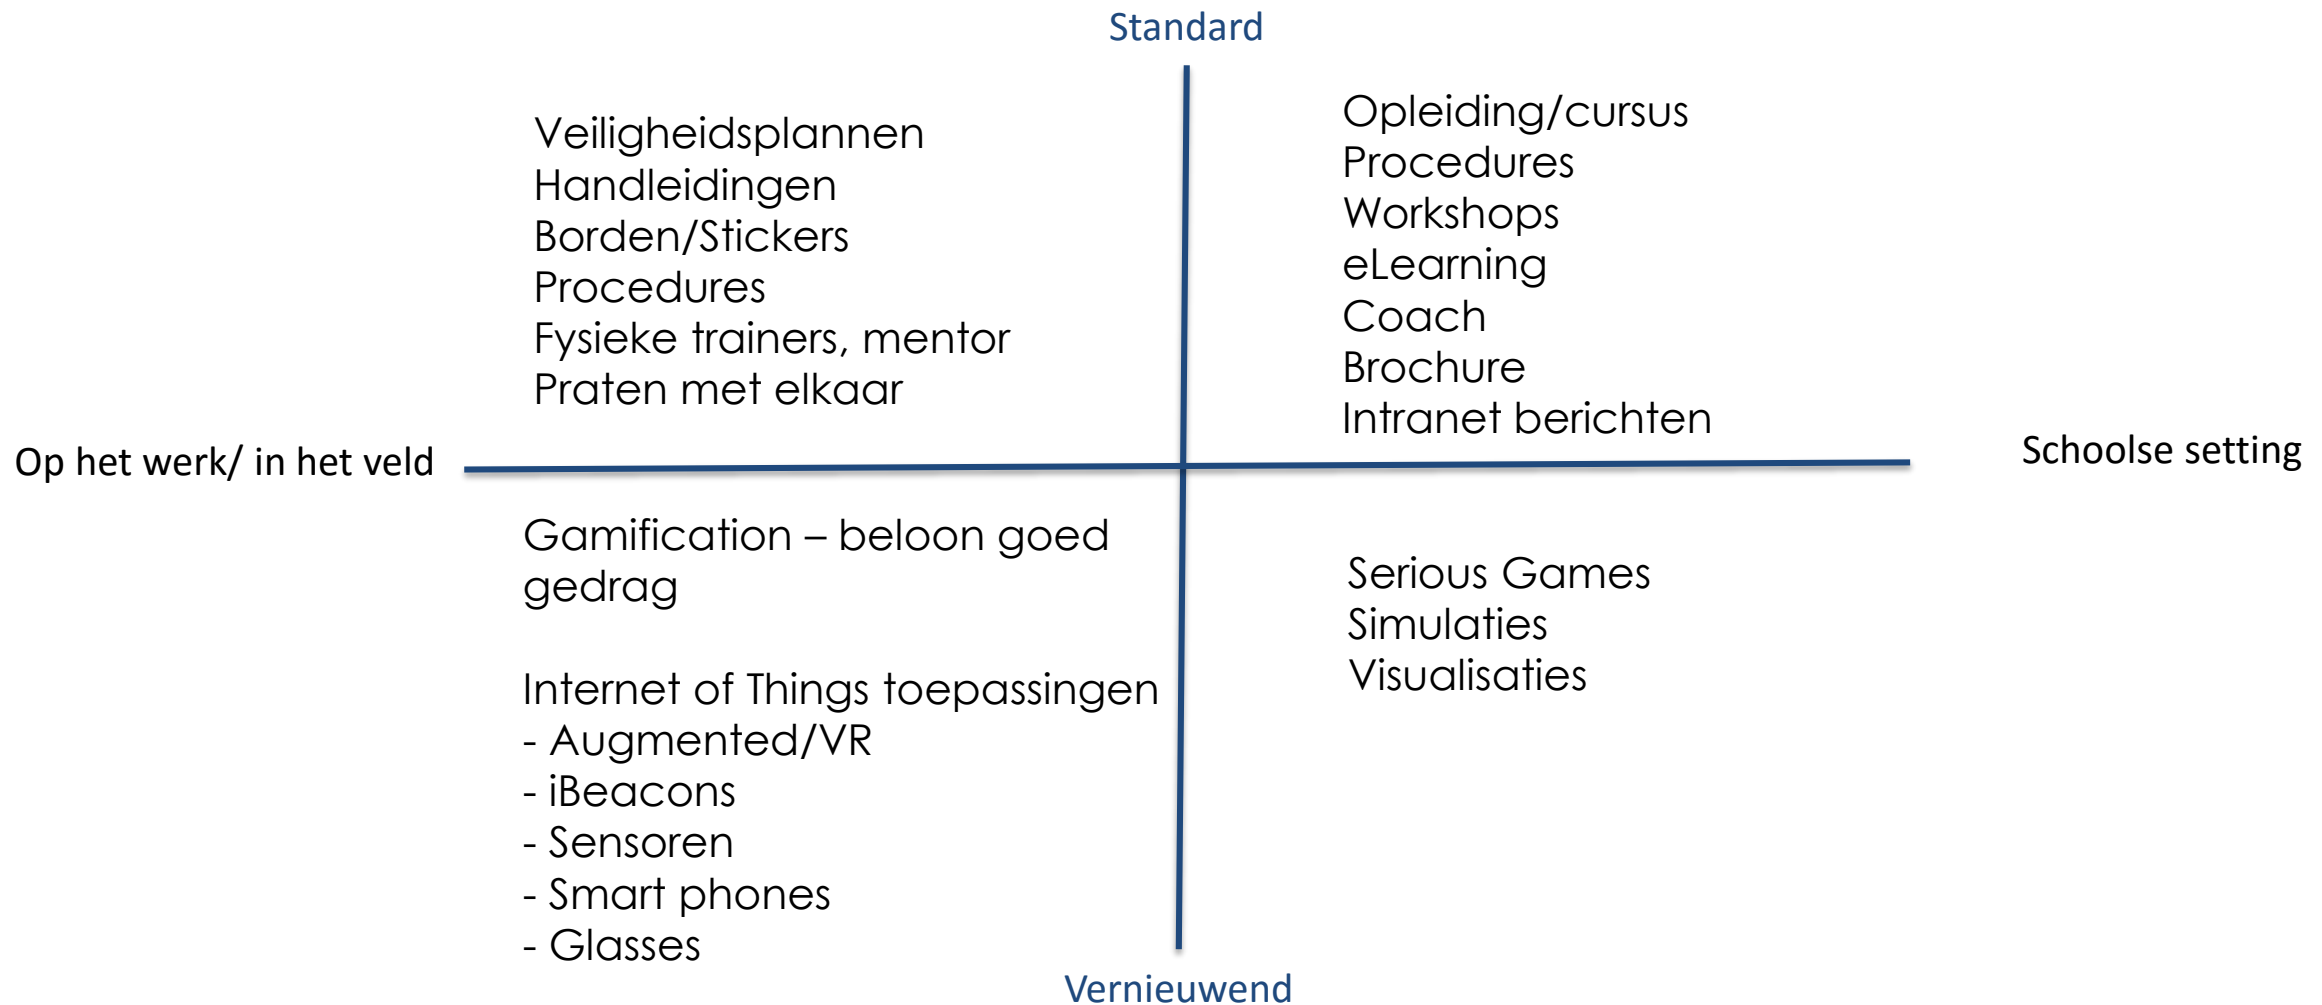 Standard
Veiligheidsplannen
Handleidingen
Borden/Stickers
Procedures
Fysieke trainers, mentor
Praten met elkaar
Opleiding/cursus
Procedures
Workshops
eLearning
Coach
Brochure
Intranet berichten
Op het werk/ in het veld
Schoolse setting
Gamification – beloon goed
gedrag
Internet of Things toepassingen
- Augmented/VR
- iBeacons
- Sensoren
- Smart phones
- Glasses
Serious Games
Simulaties
Visualisaties
Vernieuwend